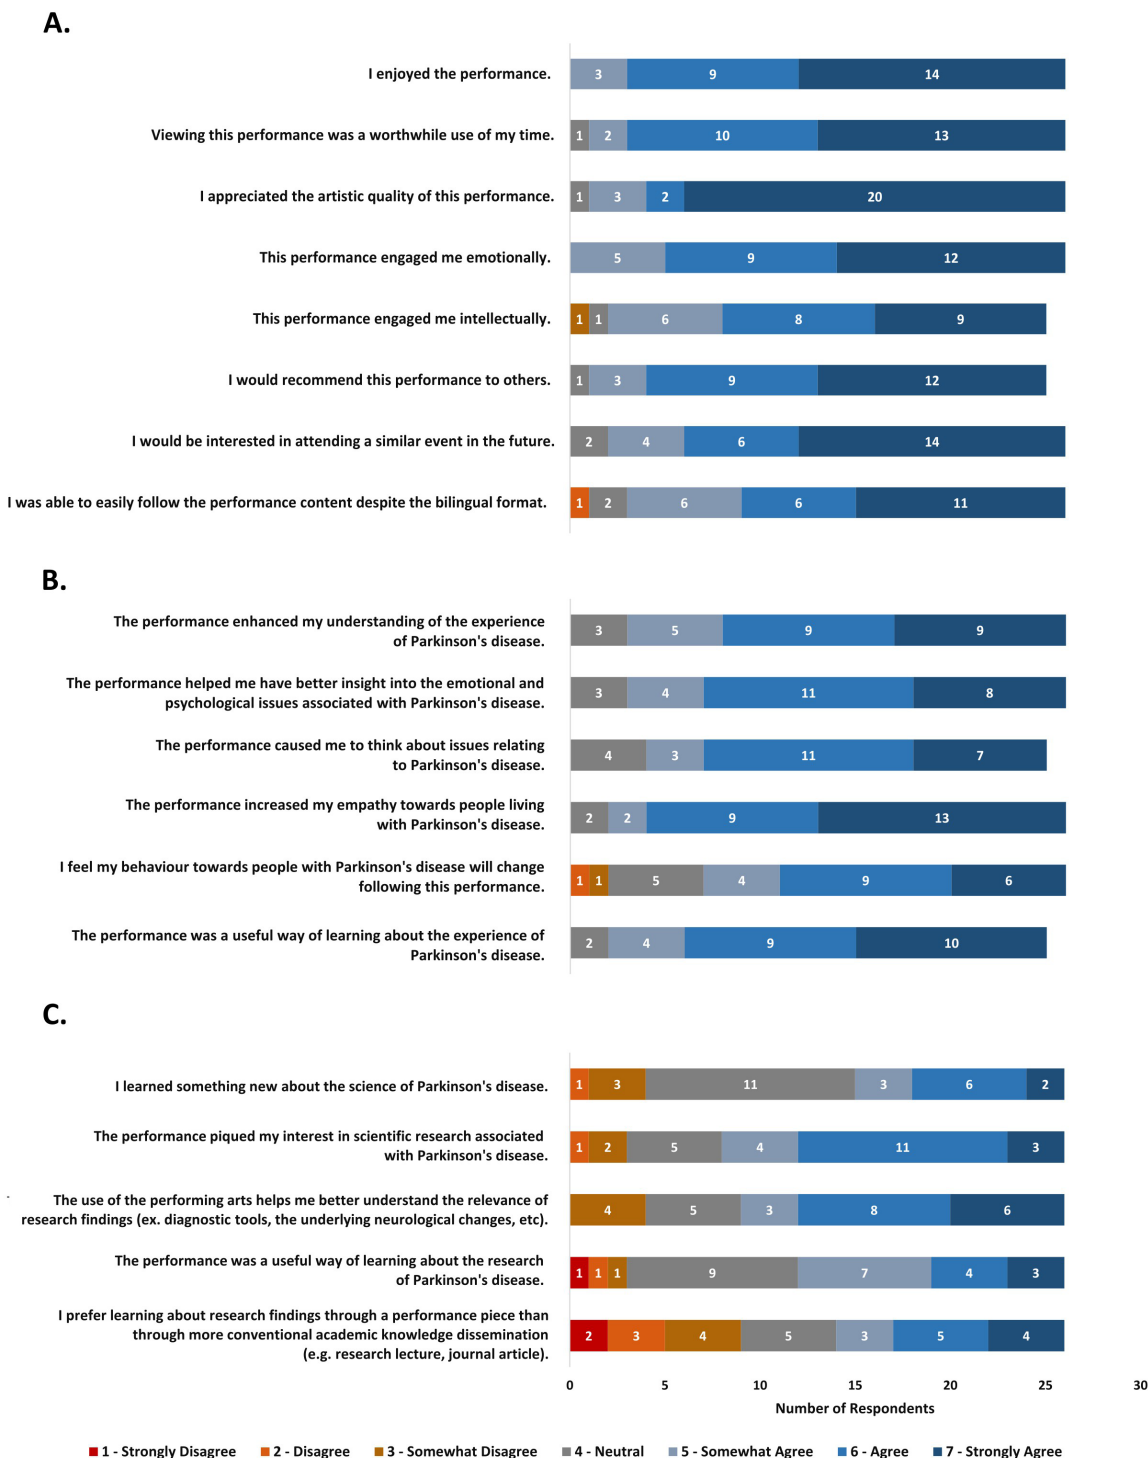 A.
I enjoyed the performance.
3 9 14
Viewing this performance was a worthwhile use of my time.
1 2 10 13
I appreciated the artistic quality of this performance.
1 3 2 20
This performance engaged me emotionally.
5 9 12
This performance engaged me intellectually.
1 1 6 8 9
I would recommend this performance to others.
1 3 9 12
I would be interested in attending a similar event in the future.
2 4 6 14
I was able to easily follow the performance content despite the bilingual format.
1 2 6 6 11
B.
The performance enhanced my understanding of the experience
of Parkinson's disease.
3 5 9 9
The performance helped me have better insight into the emotional and
psychological issues associated with Parkinson's disease.
3 4 11 8
The performance caused me to think about issues relating
to Parkinson's disease.
4 3 11 7
The performance increased my empathy towards people living
with Parkinson's disease.
2 2 9 13
I feel my behaviour towards people with Parkinson's disease will change
following this performance.
1 1 5 4 9 6
The performance was a useful way of learning about the experience of
Parkinson's disease.
2 4 9 10
C.
I learned something new about the science of Parkinson's disease.
1 3 11 3 6 2
The performance piqued my interest in scientific research associated
with Parkinson's disease.
1 2 5 4 11 3
The use of the performing arts helps me better understand the relevance of
research findings (ex. diagnostic tools, the underlying neurological changes, etc).
4 5 3 8 6
The performance was a useful way of learning about the research
of Parkinson's disease.
1 1 1 9 7 4 3
I prefer learning about research findings through a performance piece than
through more conventional academic knowledge dissemination
(e.g. research lecture, journal article).
2 3 4 5 3 5 4
0 5 10 15 20 25 30
Number of Respondents
1 - Strongly Disagree 2 - Disagree 3 - Somewhat Disagree 4 - Neutral 5 - Somewhat Agree 6 - Agree 7 - Strongly Agree